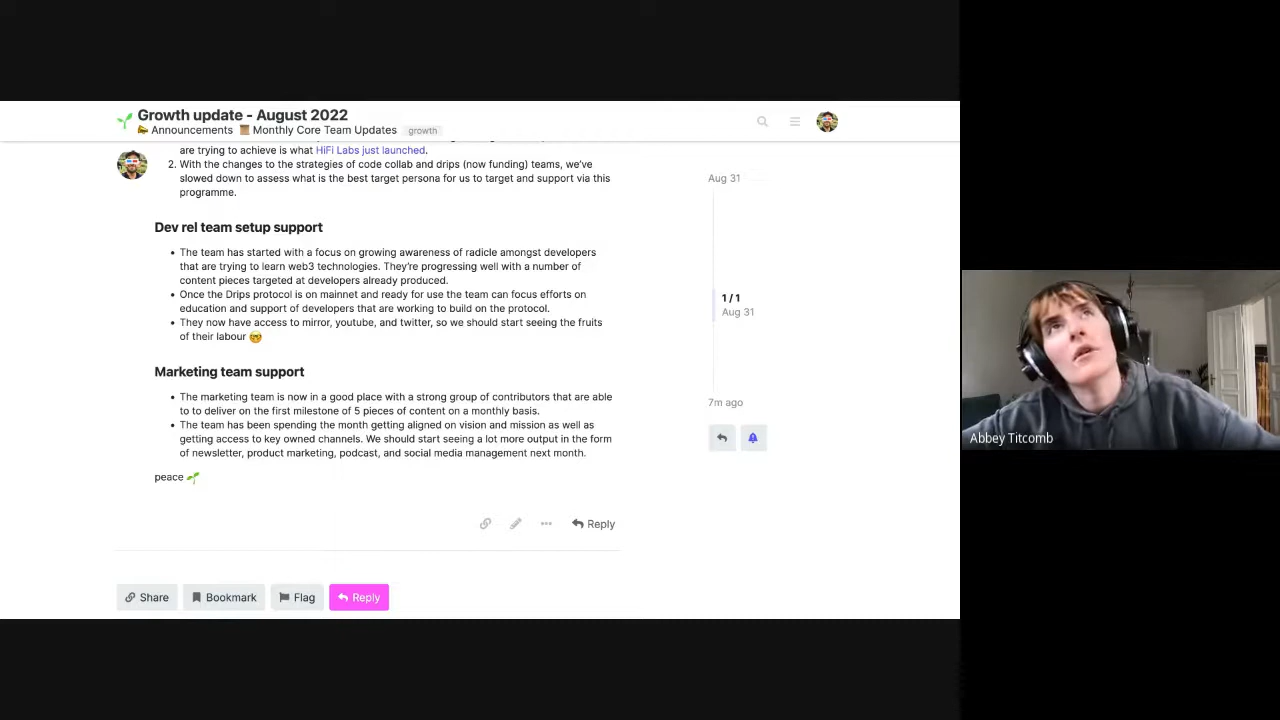 Growth update - August 2022
Announcements Monthly Core Team Updates growth
are trying to achieve is what HiFi Labs just launched.
2. With the changes to the strategies of code collab and drips (now funding) teams, we've
slowed down to assess what is the best target persona for us to target and support via this
programme.
Dev rel team setup support
• The team has started with a focus on growing awareness of radicle amongst developers
that are trying to learn web3 technologies. They're progressing well with a number of
content pieces targeted at developers already produced.
• Once the Drips protocol is on mainnet and ready for use the team can focus efforts on
education and support of developers that are working to build on the protocol.
• They now have access to mirror, youtube, and twitter, so we should start seeing the fruits
of their labour 🤓
Marketing team support
• The marketing team is now in a good place with a strong group of contributors that are able
to to deliver on the first milestone of 5 pieces of content on a monthly basis.
• The team has been spending the month getting aligned on vision and mission as well as
getting access to key owned channels. We should start seeing a lot more output in the form
of newsletter, product marketing, podcast, and social media management next month.
peace 🌱
Reply
Share Bookmark Flag Reply
Aug 31
1 / 1
Aug 31
7m ago
Abbey Titcomb